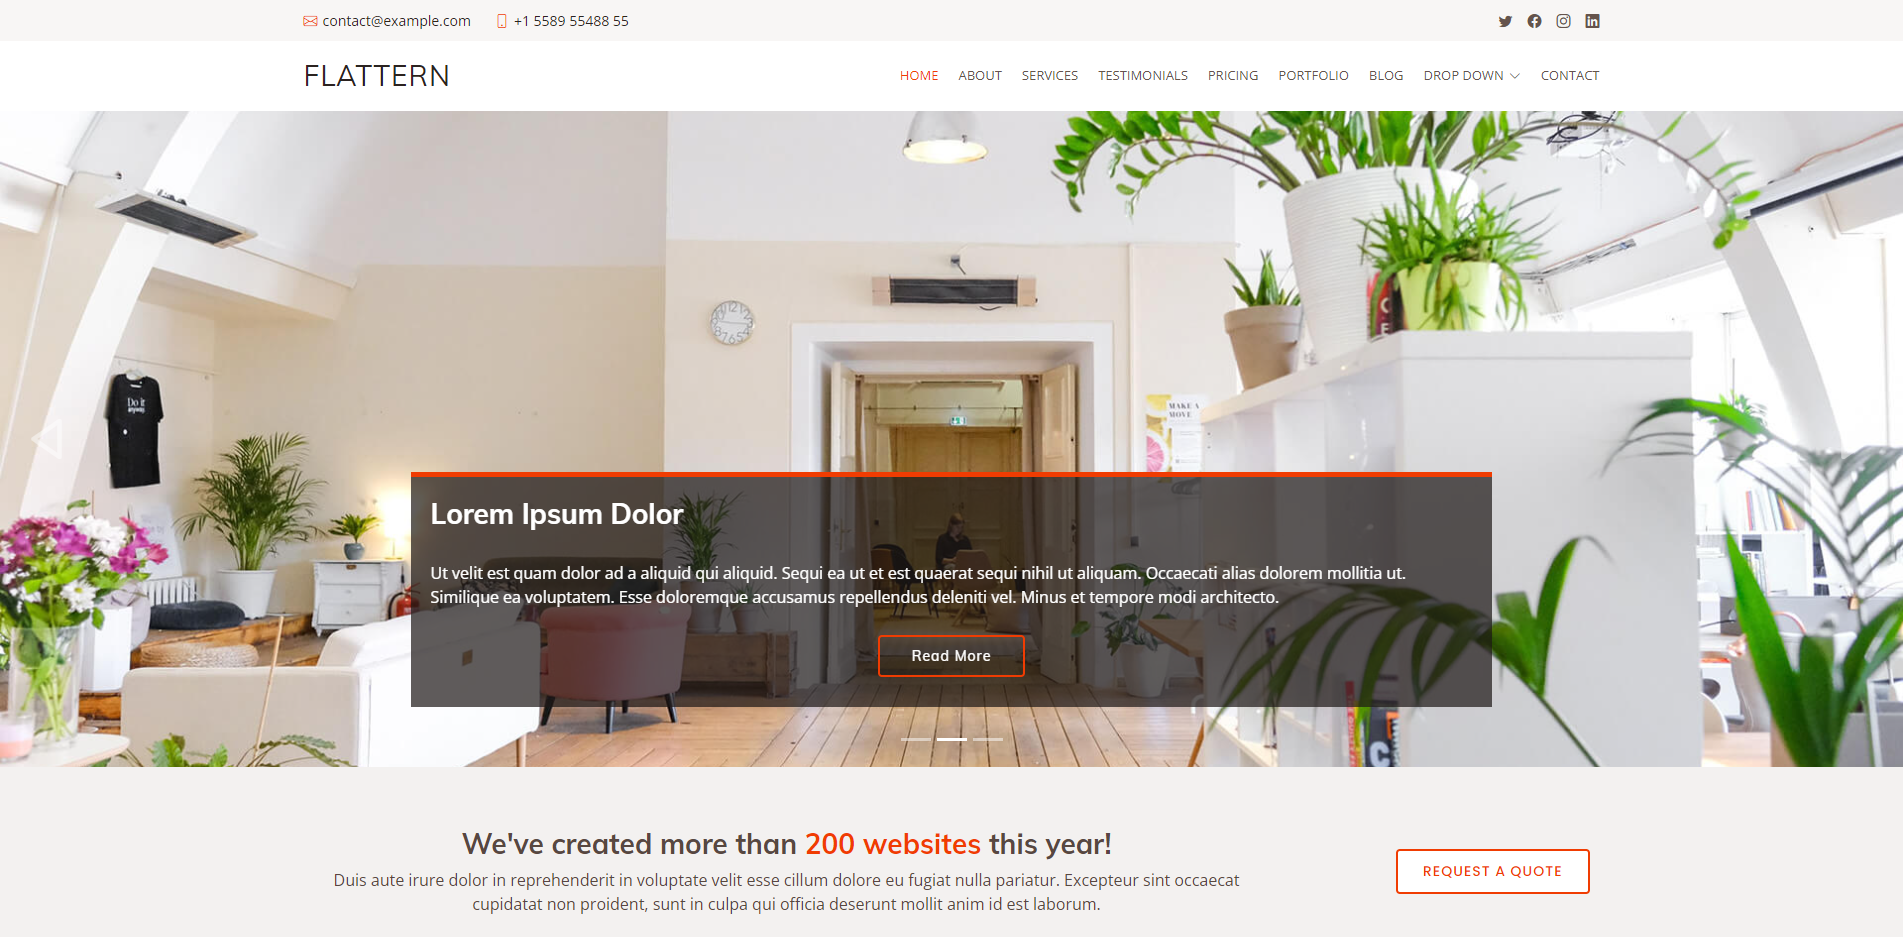 contact@example.com +1 5589 55488 55
FLATTERN
HOME ABOUT SERVICES TESTIMONIALS PRICING PORTFOLIO BLOG DROP DOWN CONTACT
Do it
anyway.
MAKE A
MOVE
Lorem Ipsum Dolor
Ut velit est quam dolor ad a aliquid qui aliquid. Sequi ea ut et est quaerat sequi nihil ut aliquam. Occaecati alias dolorem mollitia ut.
Similique ea voluptatem. Esse doloremque accusamus repellendus deleniti vel. Minus et tempore modi architecto.
Read More
We've created more than 200 websites this year!
Duis aute irure dolor in reprehenderit in voluptate velit esse cillum dolore eu fugiat nulla pariatur. Excepteur sint occaecat
cupidatat non proident, sunt in culpa qui officia deserunt mollit anim id est laborum.
REQUEST A QUOTE